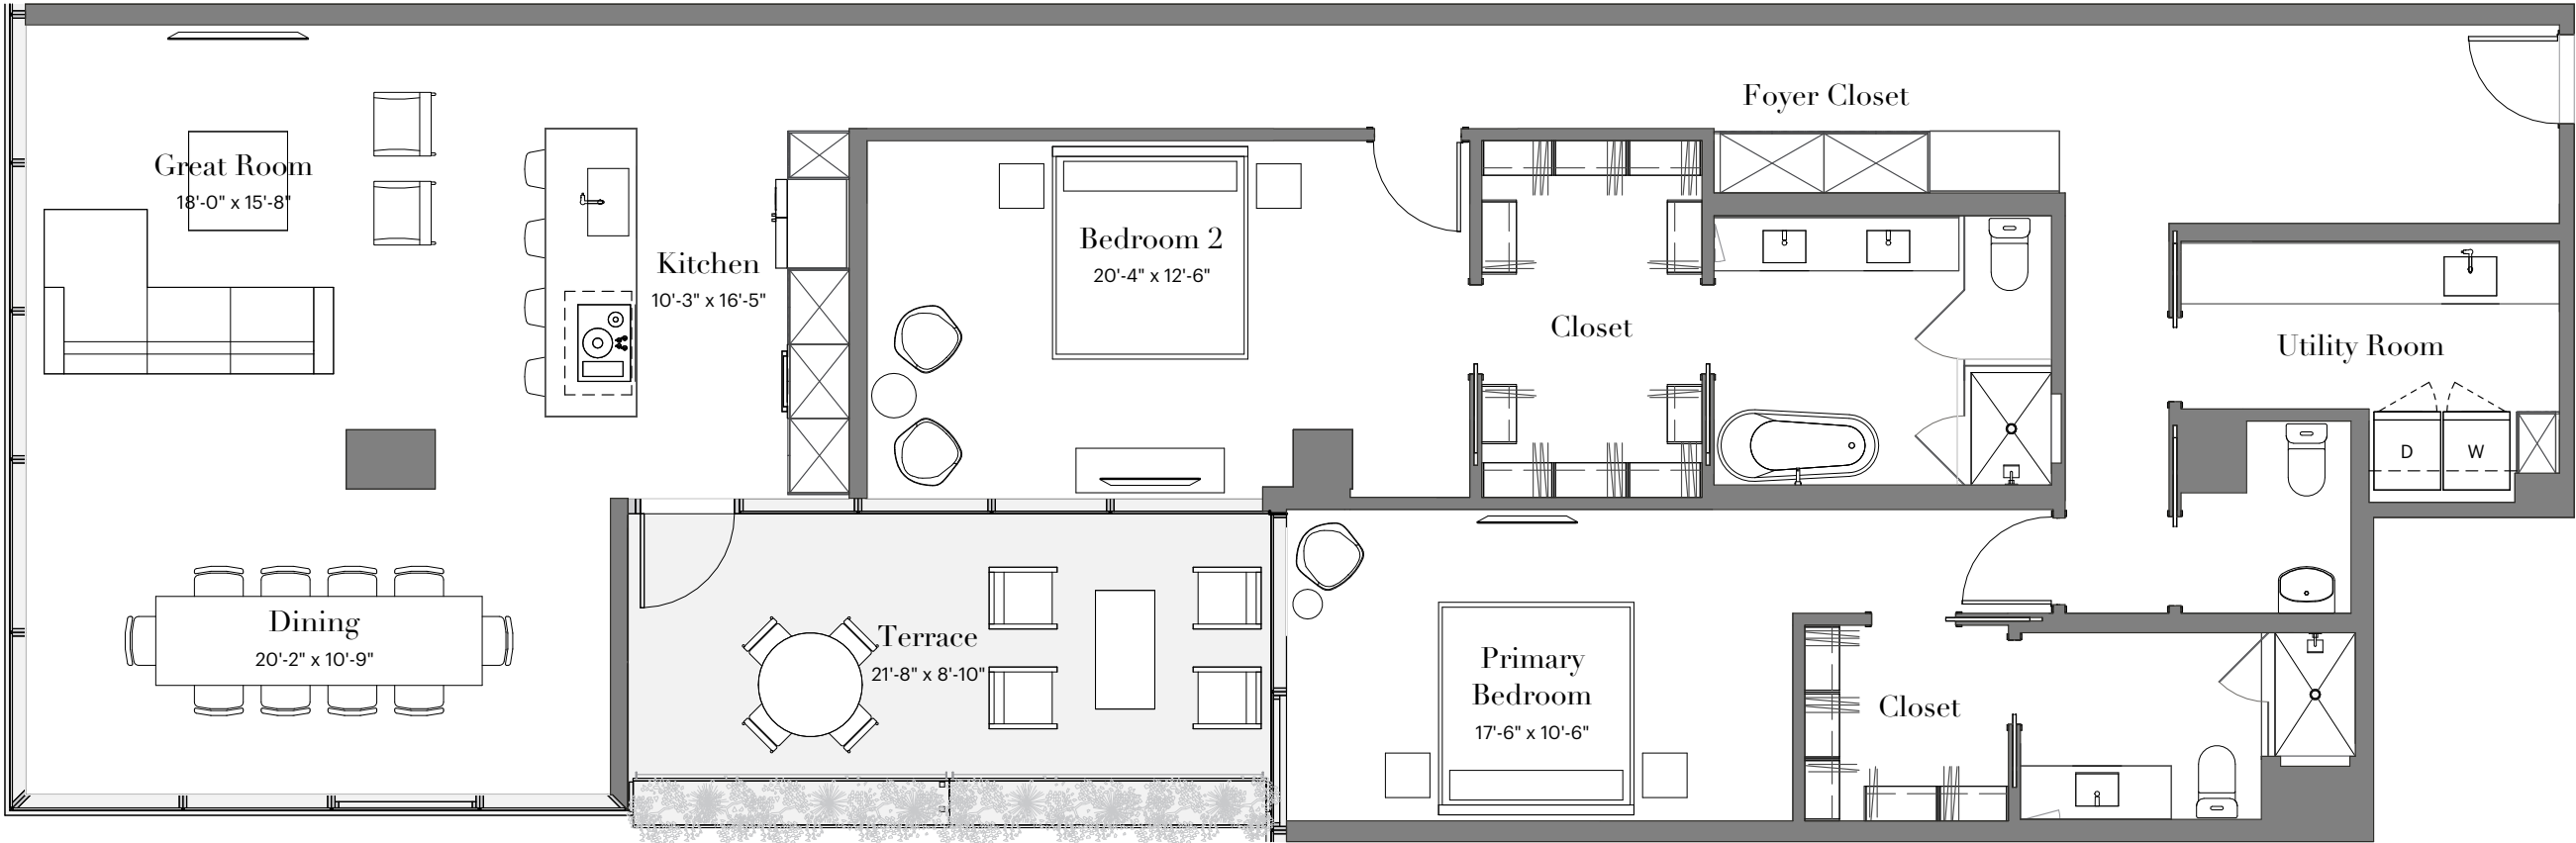 Foyer Closet
Great Room
18'-0" x 15'-8"
Kitchen
10'-3" x 16'-5"
Bedroom 2
20'-4" x 12'-6"
Closet
Utility Room
D
W
Dining
20'-2" x 10'-9"
Terrace
21'-8" x 8'-10"
Primary
Bedroom
17'-6" x 10'-6"
Closet